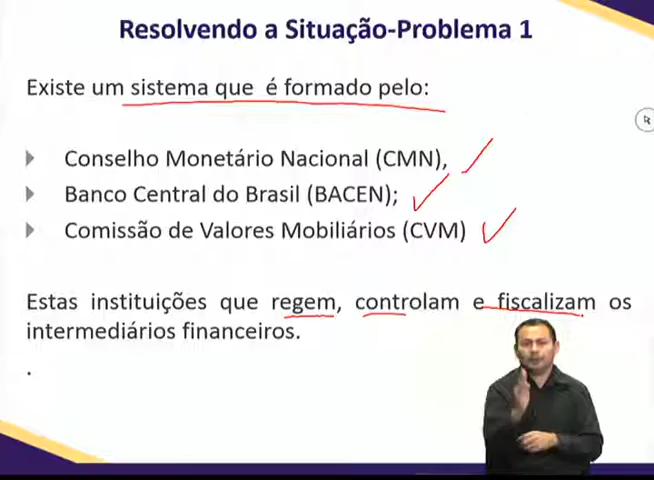 Resolvendo a Situação-Problema 1
Existe um sistema que é formado pelo:
Conselho Monetário Nacional (CMN),
Banco Central do Brasil (BACEN);
Comissão de Valores Mobiliários (CVM)
Estas instituições que regem, controlam e fiscalizam os
intermediários financeiros.
.